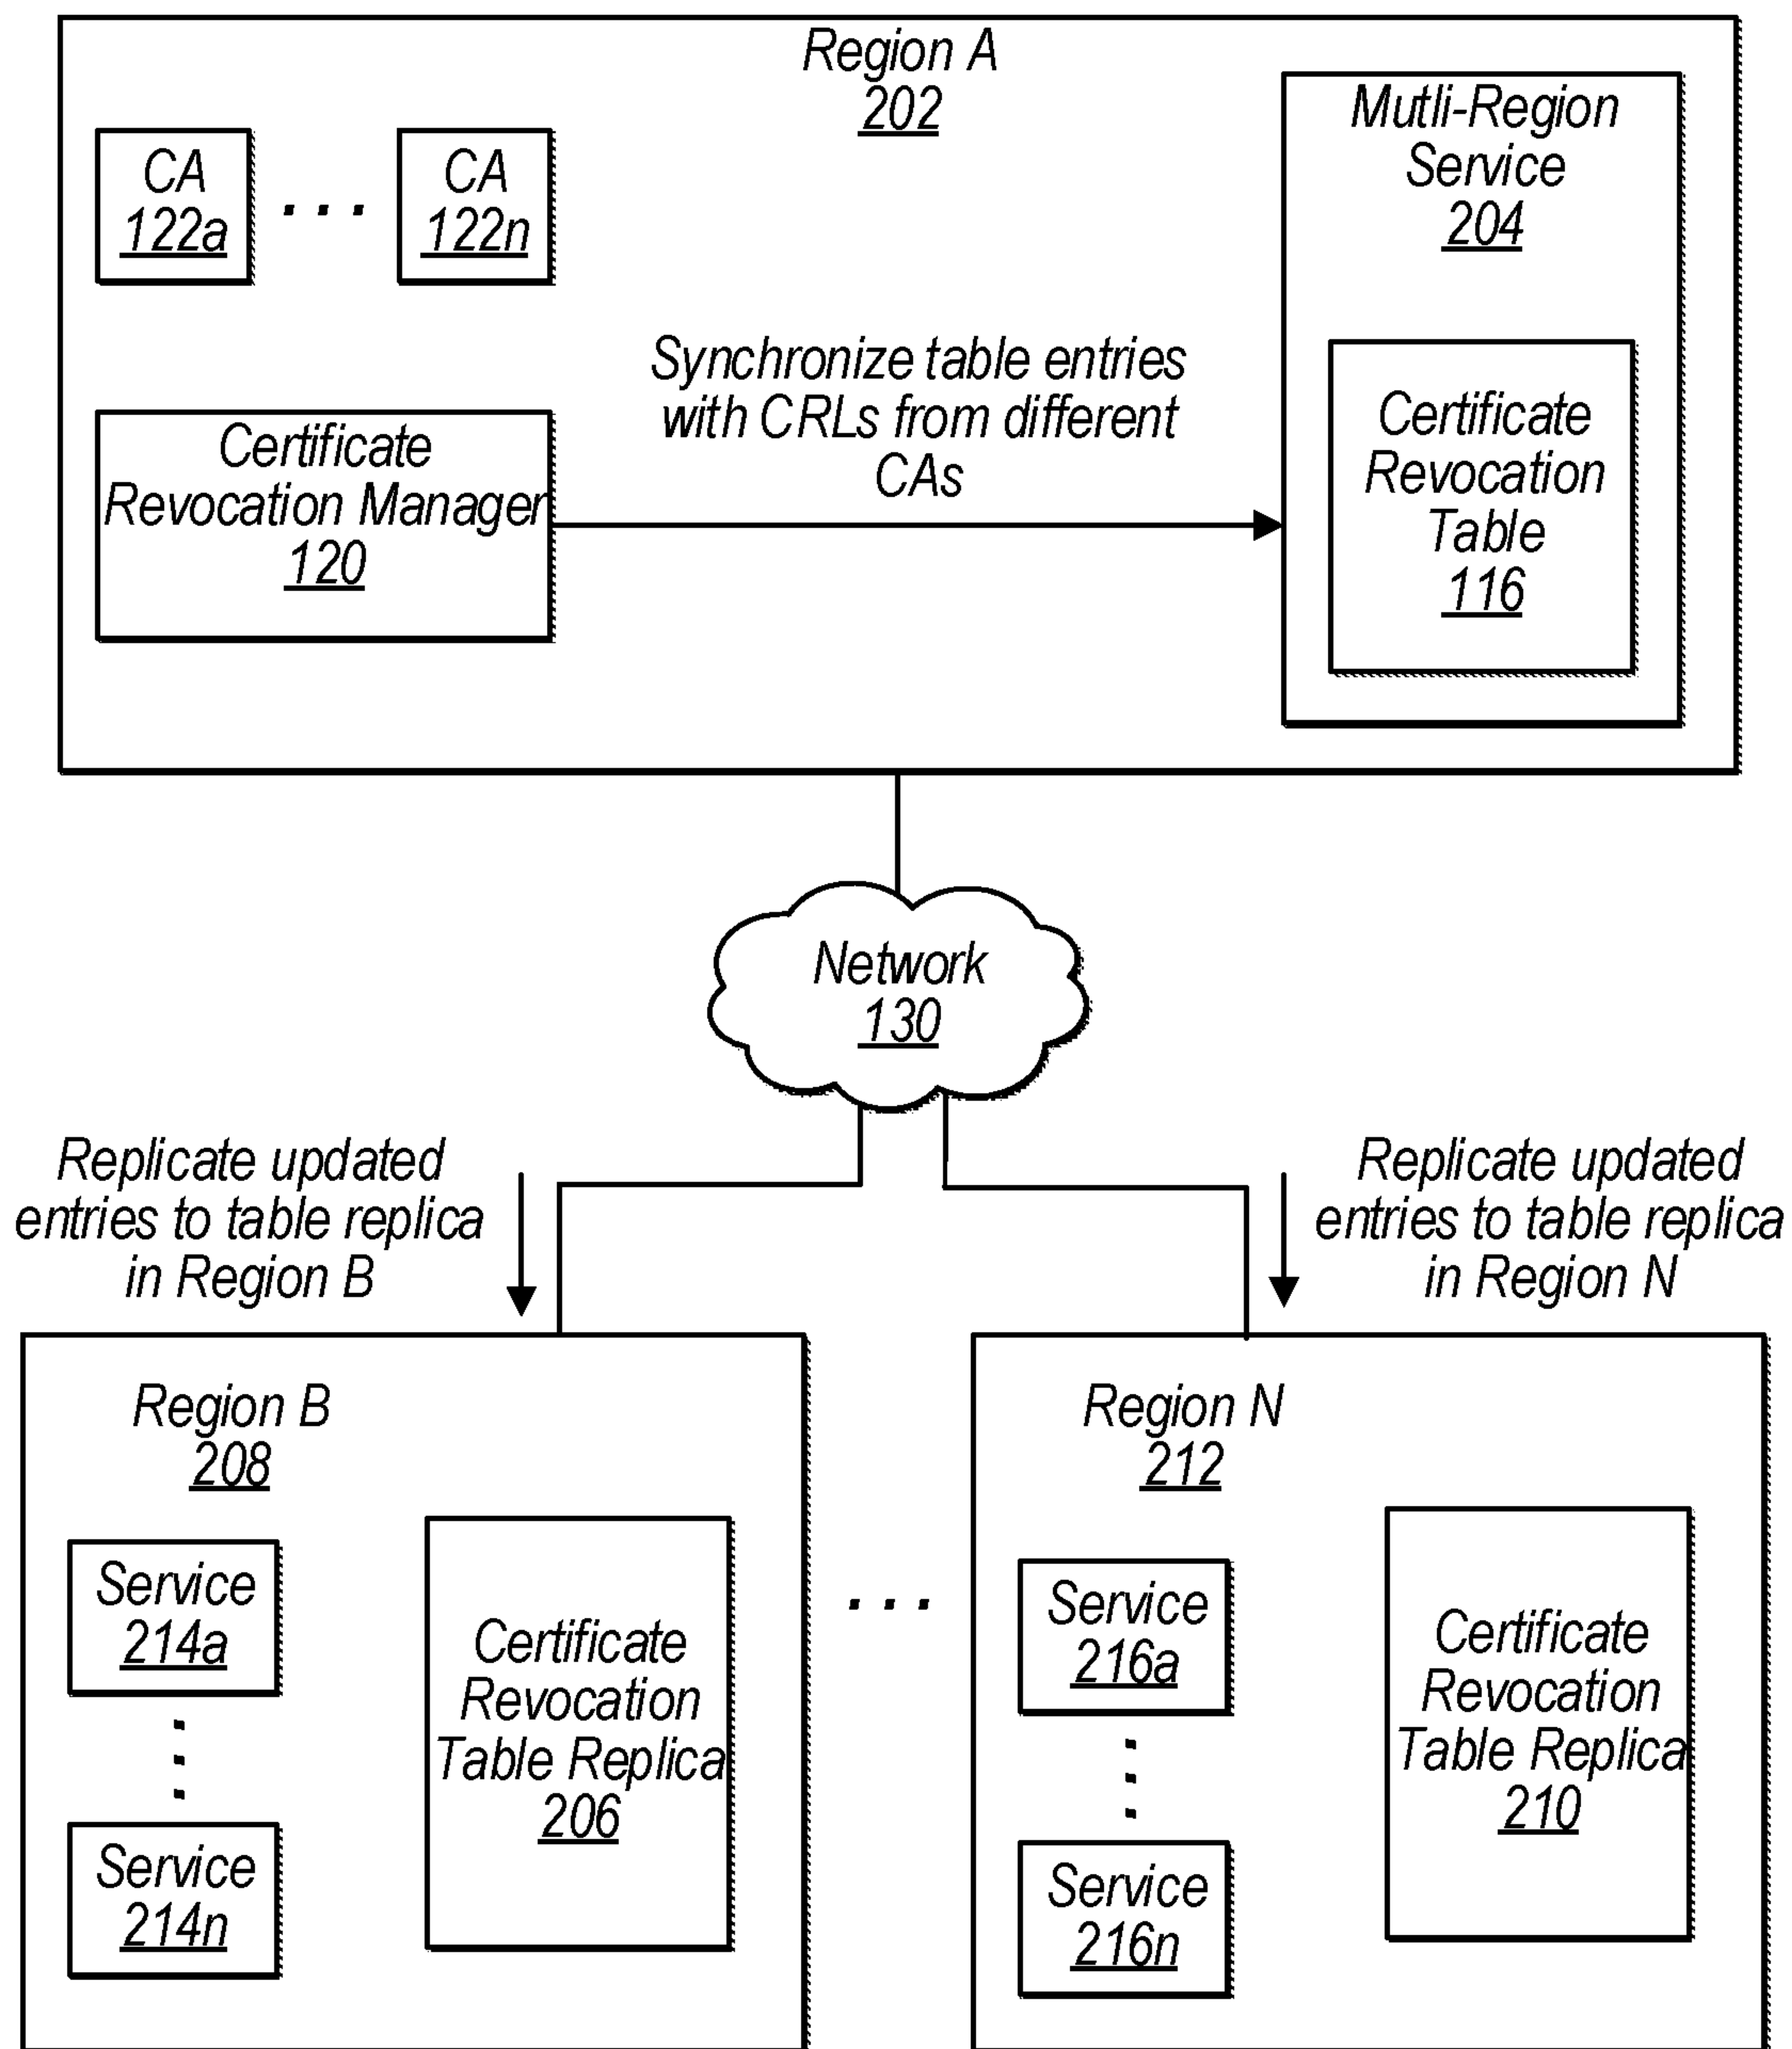 Region A
202
CA
122a
. . .
CA
122n
Mutli-Region
Service
204
Synchronize table entries
with CRLs from different
CAs
Certificate
Revocation Manager
120
Certificate
Revocation
Table
116
Network
130
Replicate updated
entries to table replica
in Region B
Replicate updated
entries to table replica
in Region N
Region B
208
Service
214a
Service
214n
Certificate
Revocation
Table Replica
206
. . .
Region N
212
Service
216a
Service
216n
Certificate
Revocation
Table Replica
210